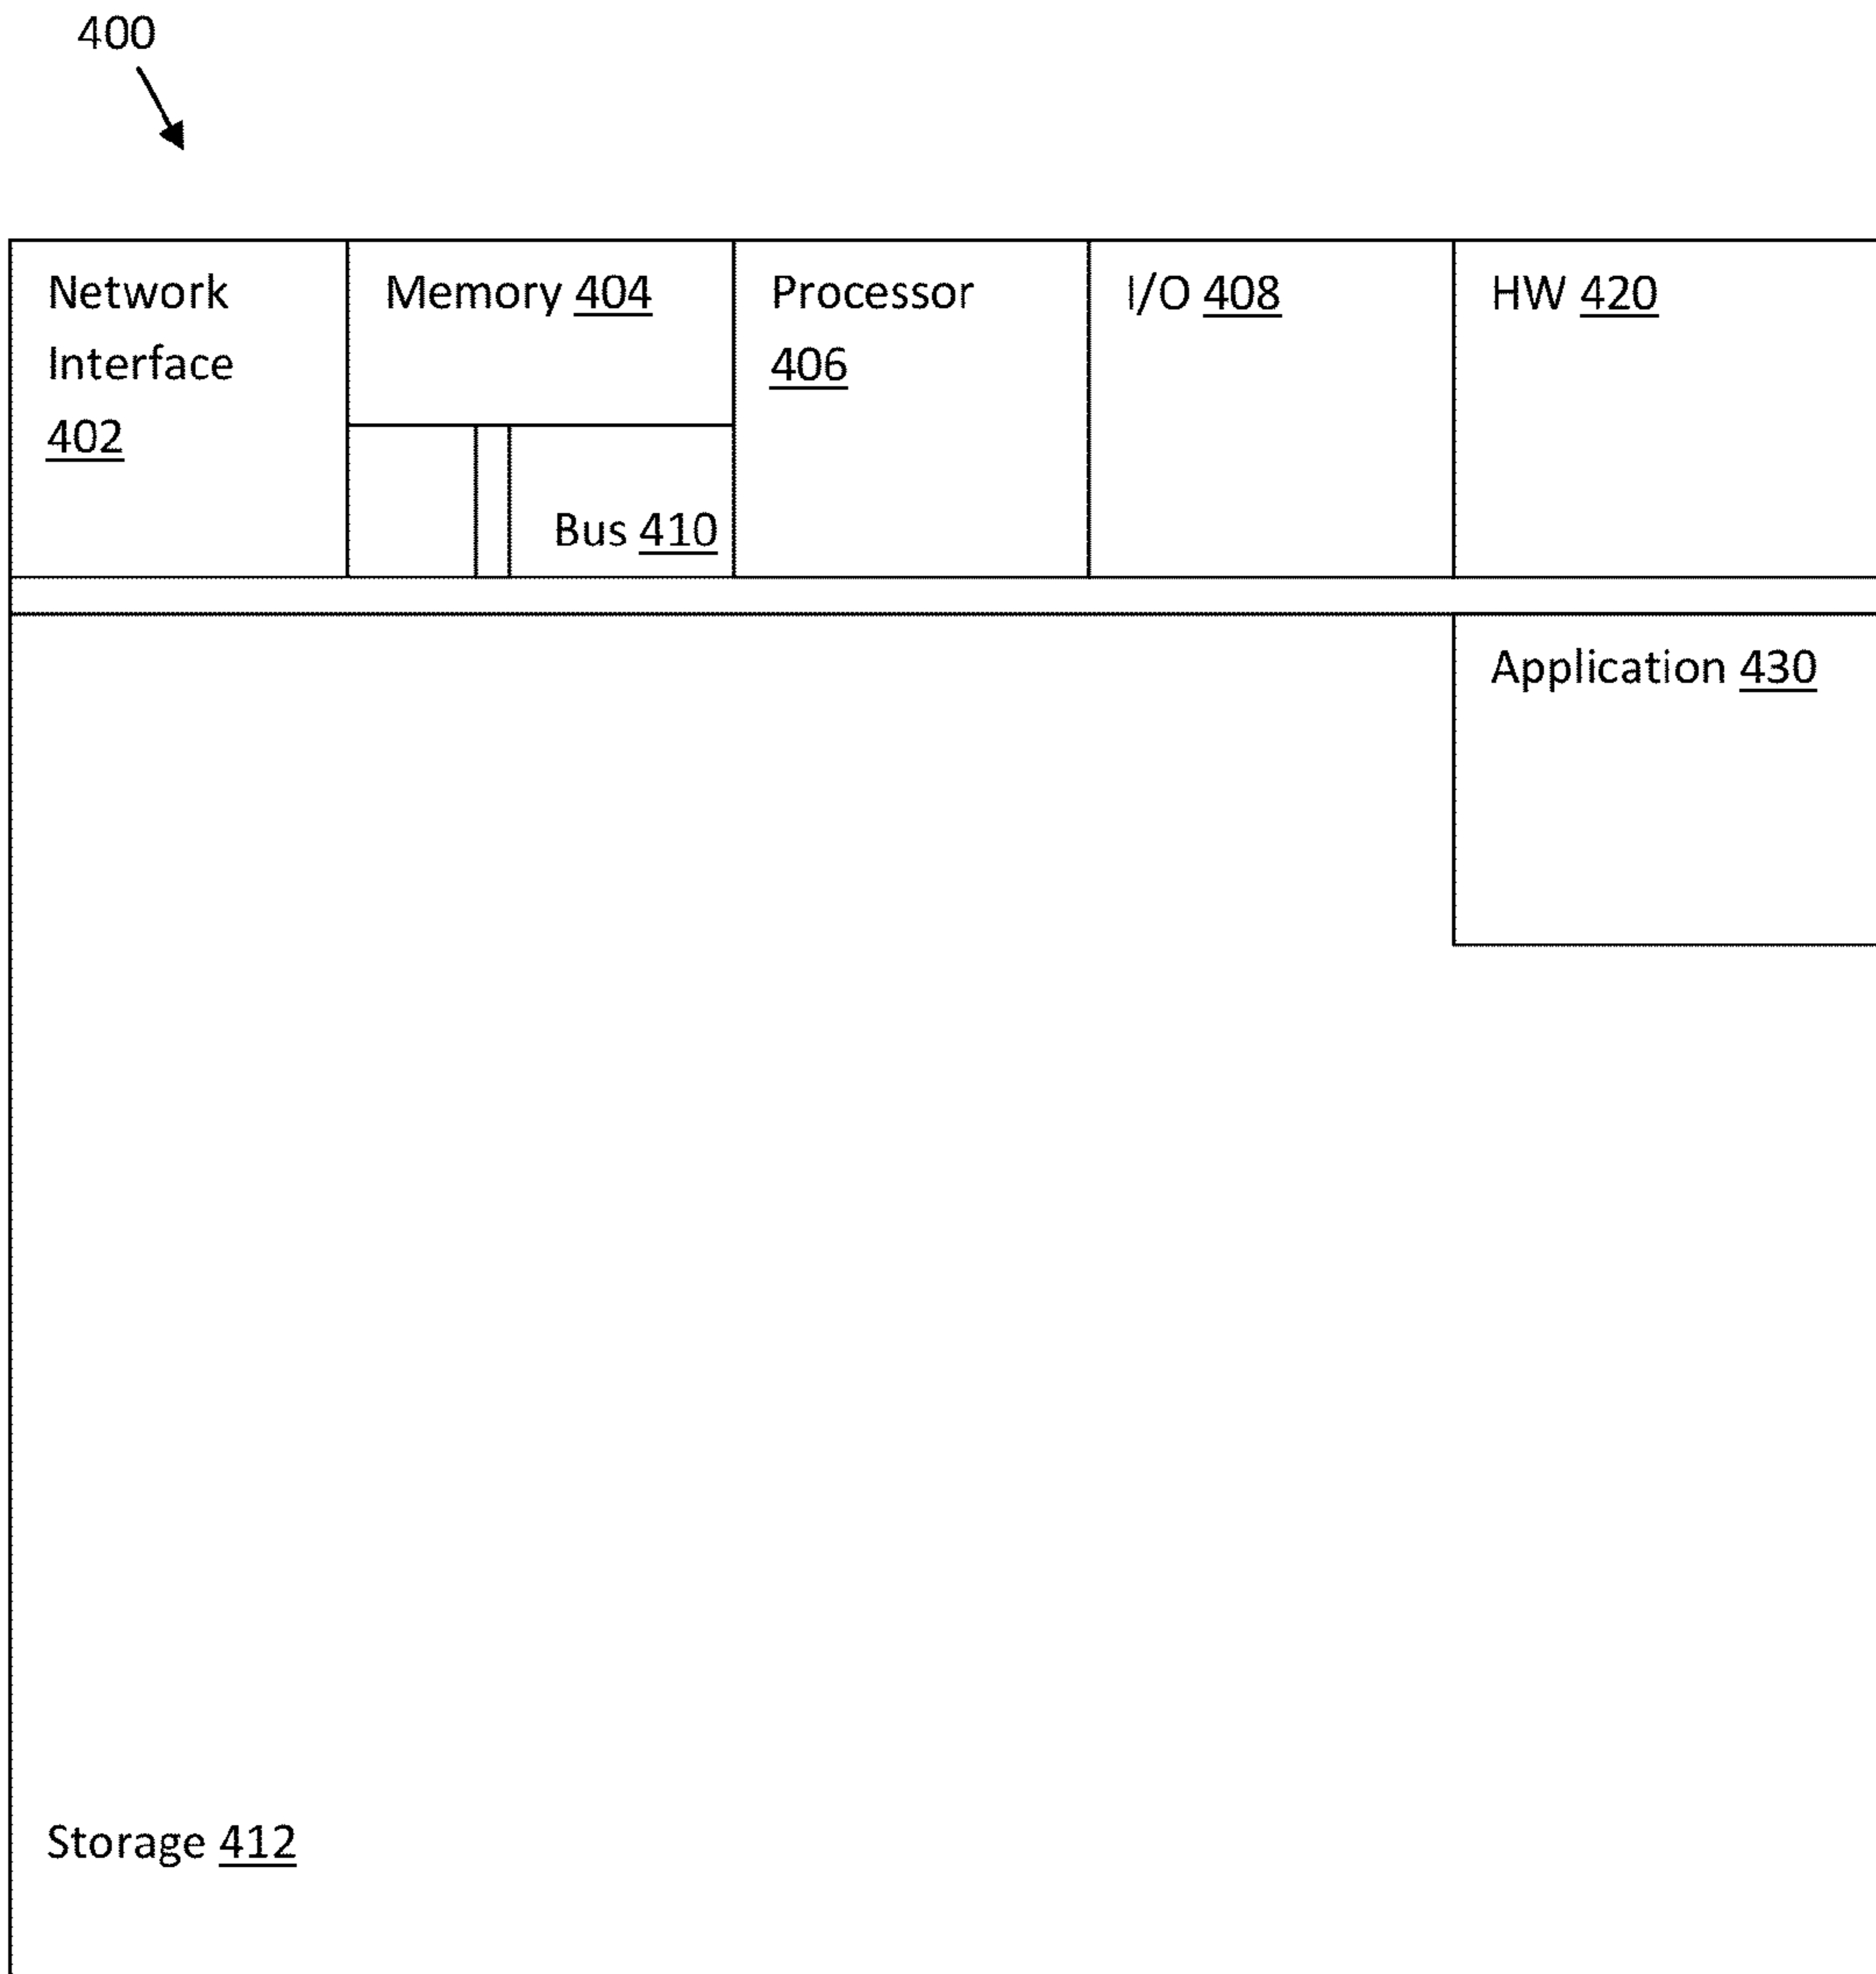 400
Network
Interface
402
Memory 404
Bus 410
Processor
406
I/O 408
HW 420
Application 430
Storage 412